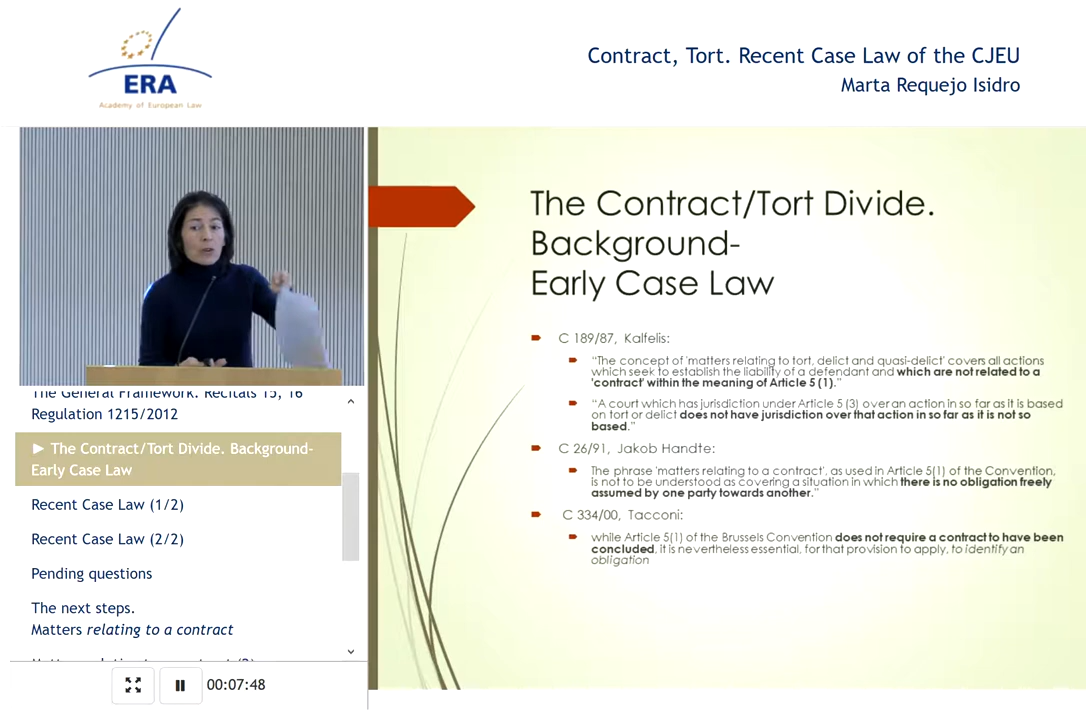 ERA
Academy of European Law
Contract, Tort. Recent Case Law of the CJEU
Marta Requejo Isidro
The General Framework. Recitals 15, 16
Regulation 1215/2012
► The Contract/Tort Divide. Background-
Early Case Law
Recent Case Law (1/2)
Recent Case Law (2/2)
Pending questions
The next steps.
Matters relating to a contract
00:07:48
The Contract/Tort Divide.
Background-
Early Case Law
C 189/87, Kalfelis:
"The concept of 'matters relating to tort, delict and quasi-delict' covers all actions
which seek to establish the liability of a defendant and which are not related to a
'contract' within the meaning of Article 5 (1)."
"A court which has jurisdiction under Article 5 (3) over an action in so far as it is based
on tort or delict does not have jurisdiction over that action in so far as it is not so
based."
C 26/91, Jakob Handte:
The phrase 'matters relating to a contract', as used in Article 5(1) of the Convention,
is not to be understood as covering a situation in which there is no obligation freely
assumed by one party towards another."
C 334/00, Tacconi:
while Article 5(1) of the Brussels Convention does not require a contract to have been
concluded, it is nevertheless essential, for that provision to apply, to identify an
obligation